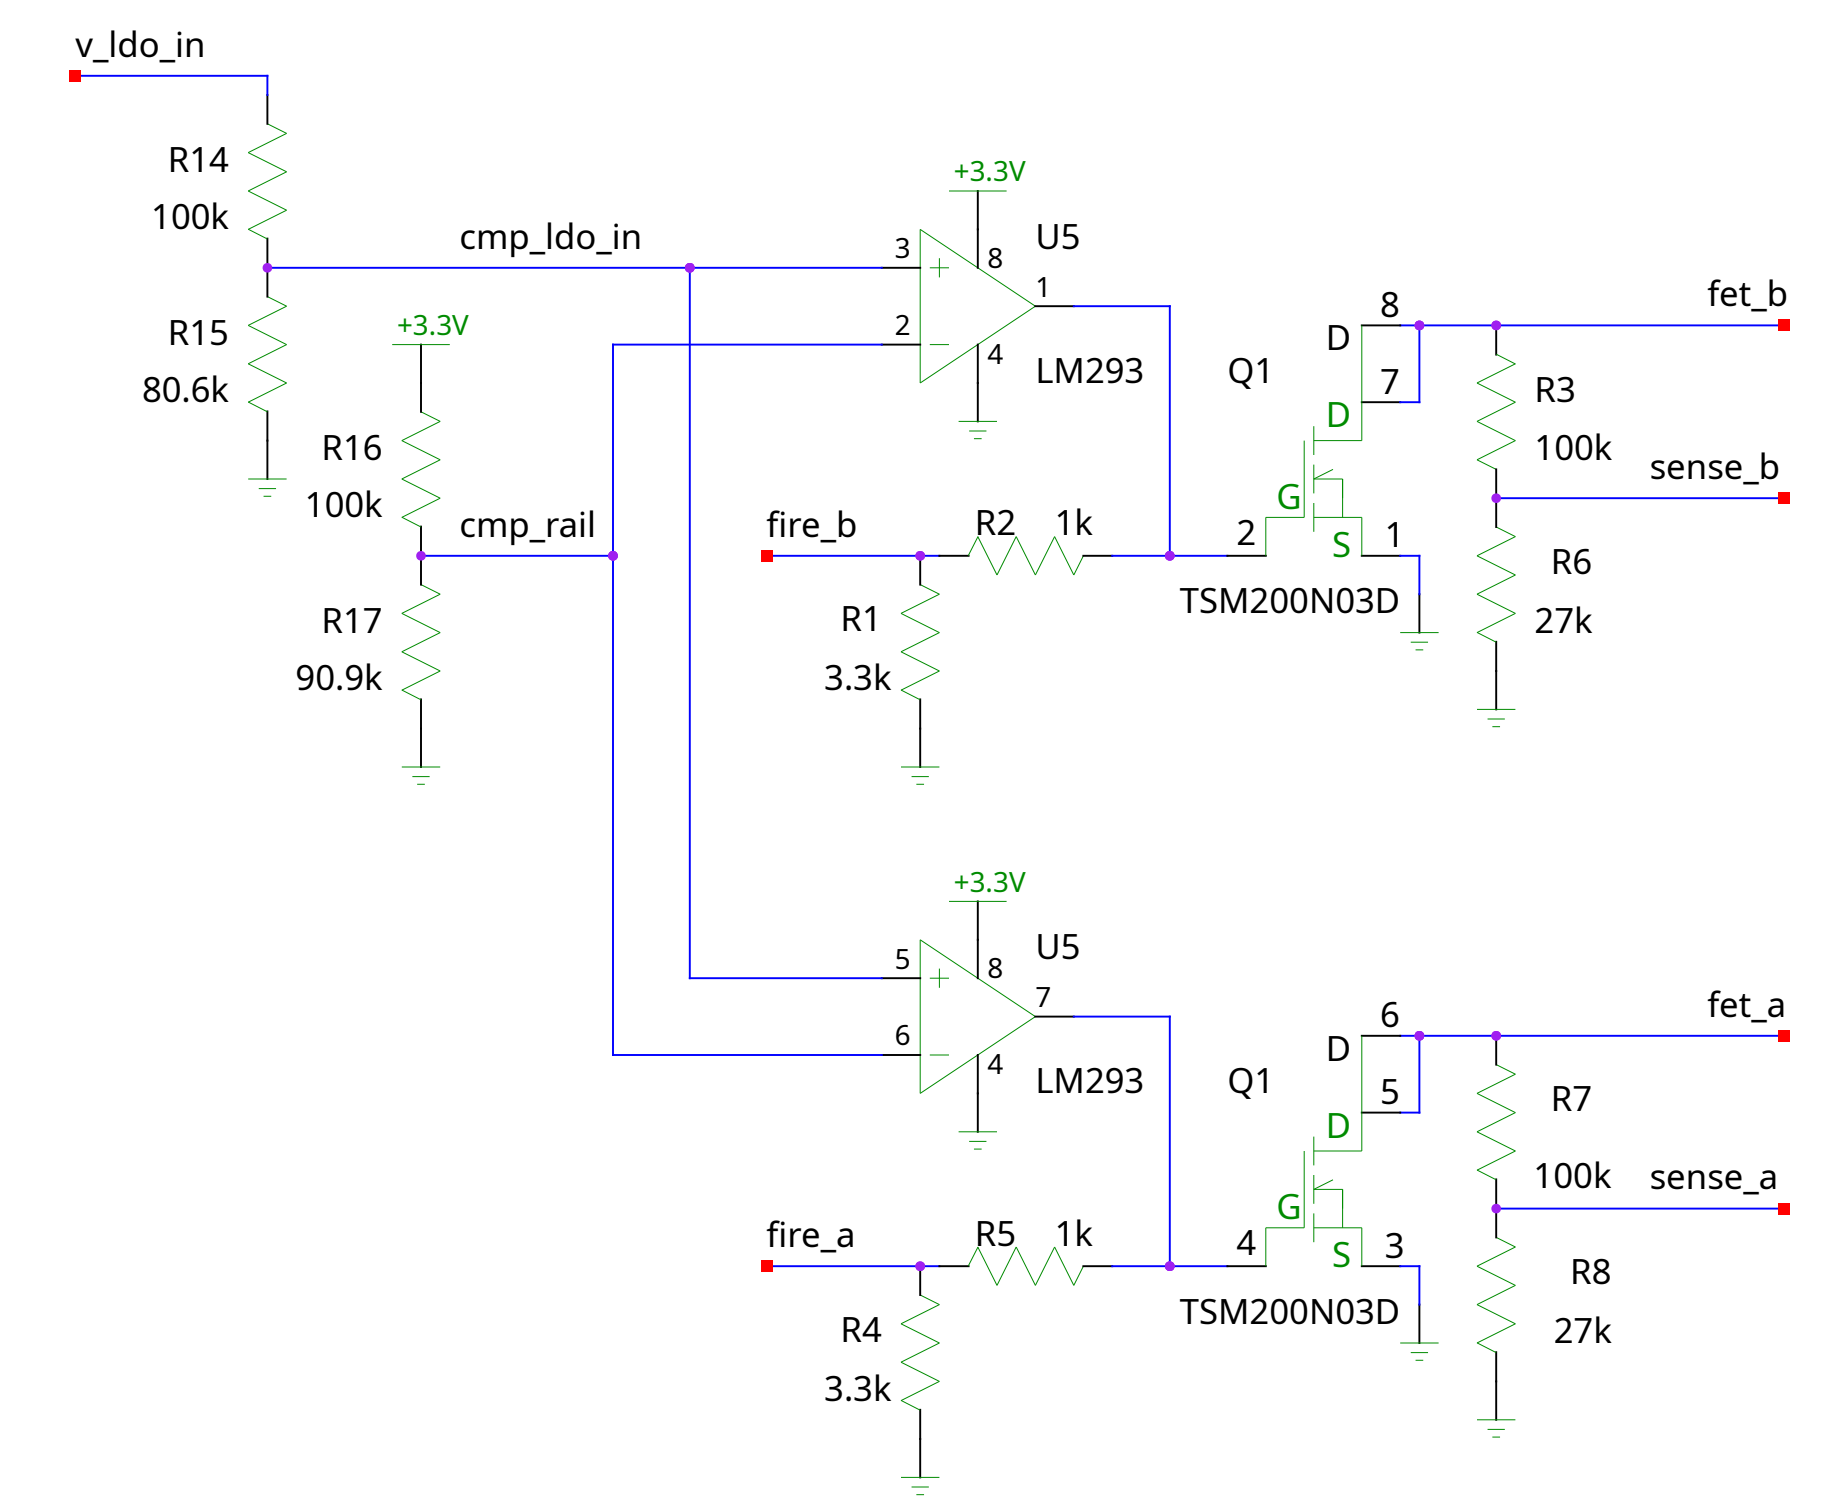 v_ldo_in
R14
100k
R15
80.6k
cmp_ldo_in
+3.3V
R16
100k
cmp_rail
R17
90.9k
+3.3V
3
8
U5
1
2
4
LM293
fire_b
R2 1k
R1
3.3k
Q1
8
D
7
D
G
2
S
1
TSM200N03D
fet_b
R3
100k
sense_b
R6
27k
+3.3V
5
8
U5
7
6
4
LM293
fire_a
R5 1k
R4
3.3k
Q1
6
D
5
D
G
4
S
3
TSM200N03D
fet_a
R7
100k
sense_a
R8
27k